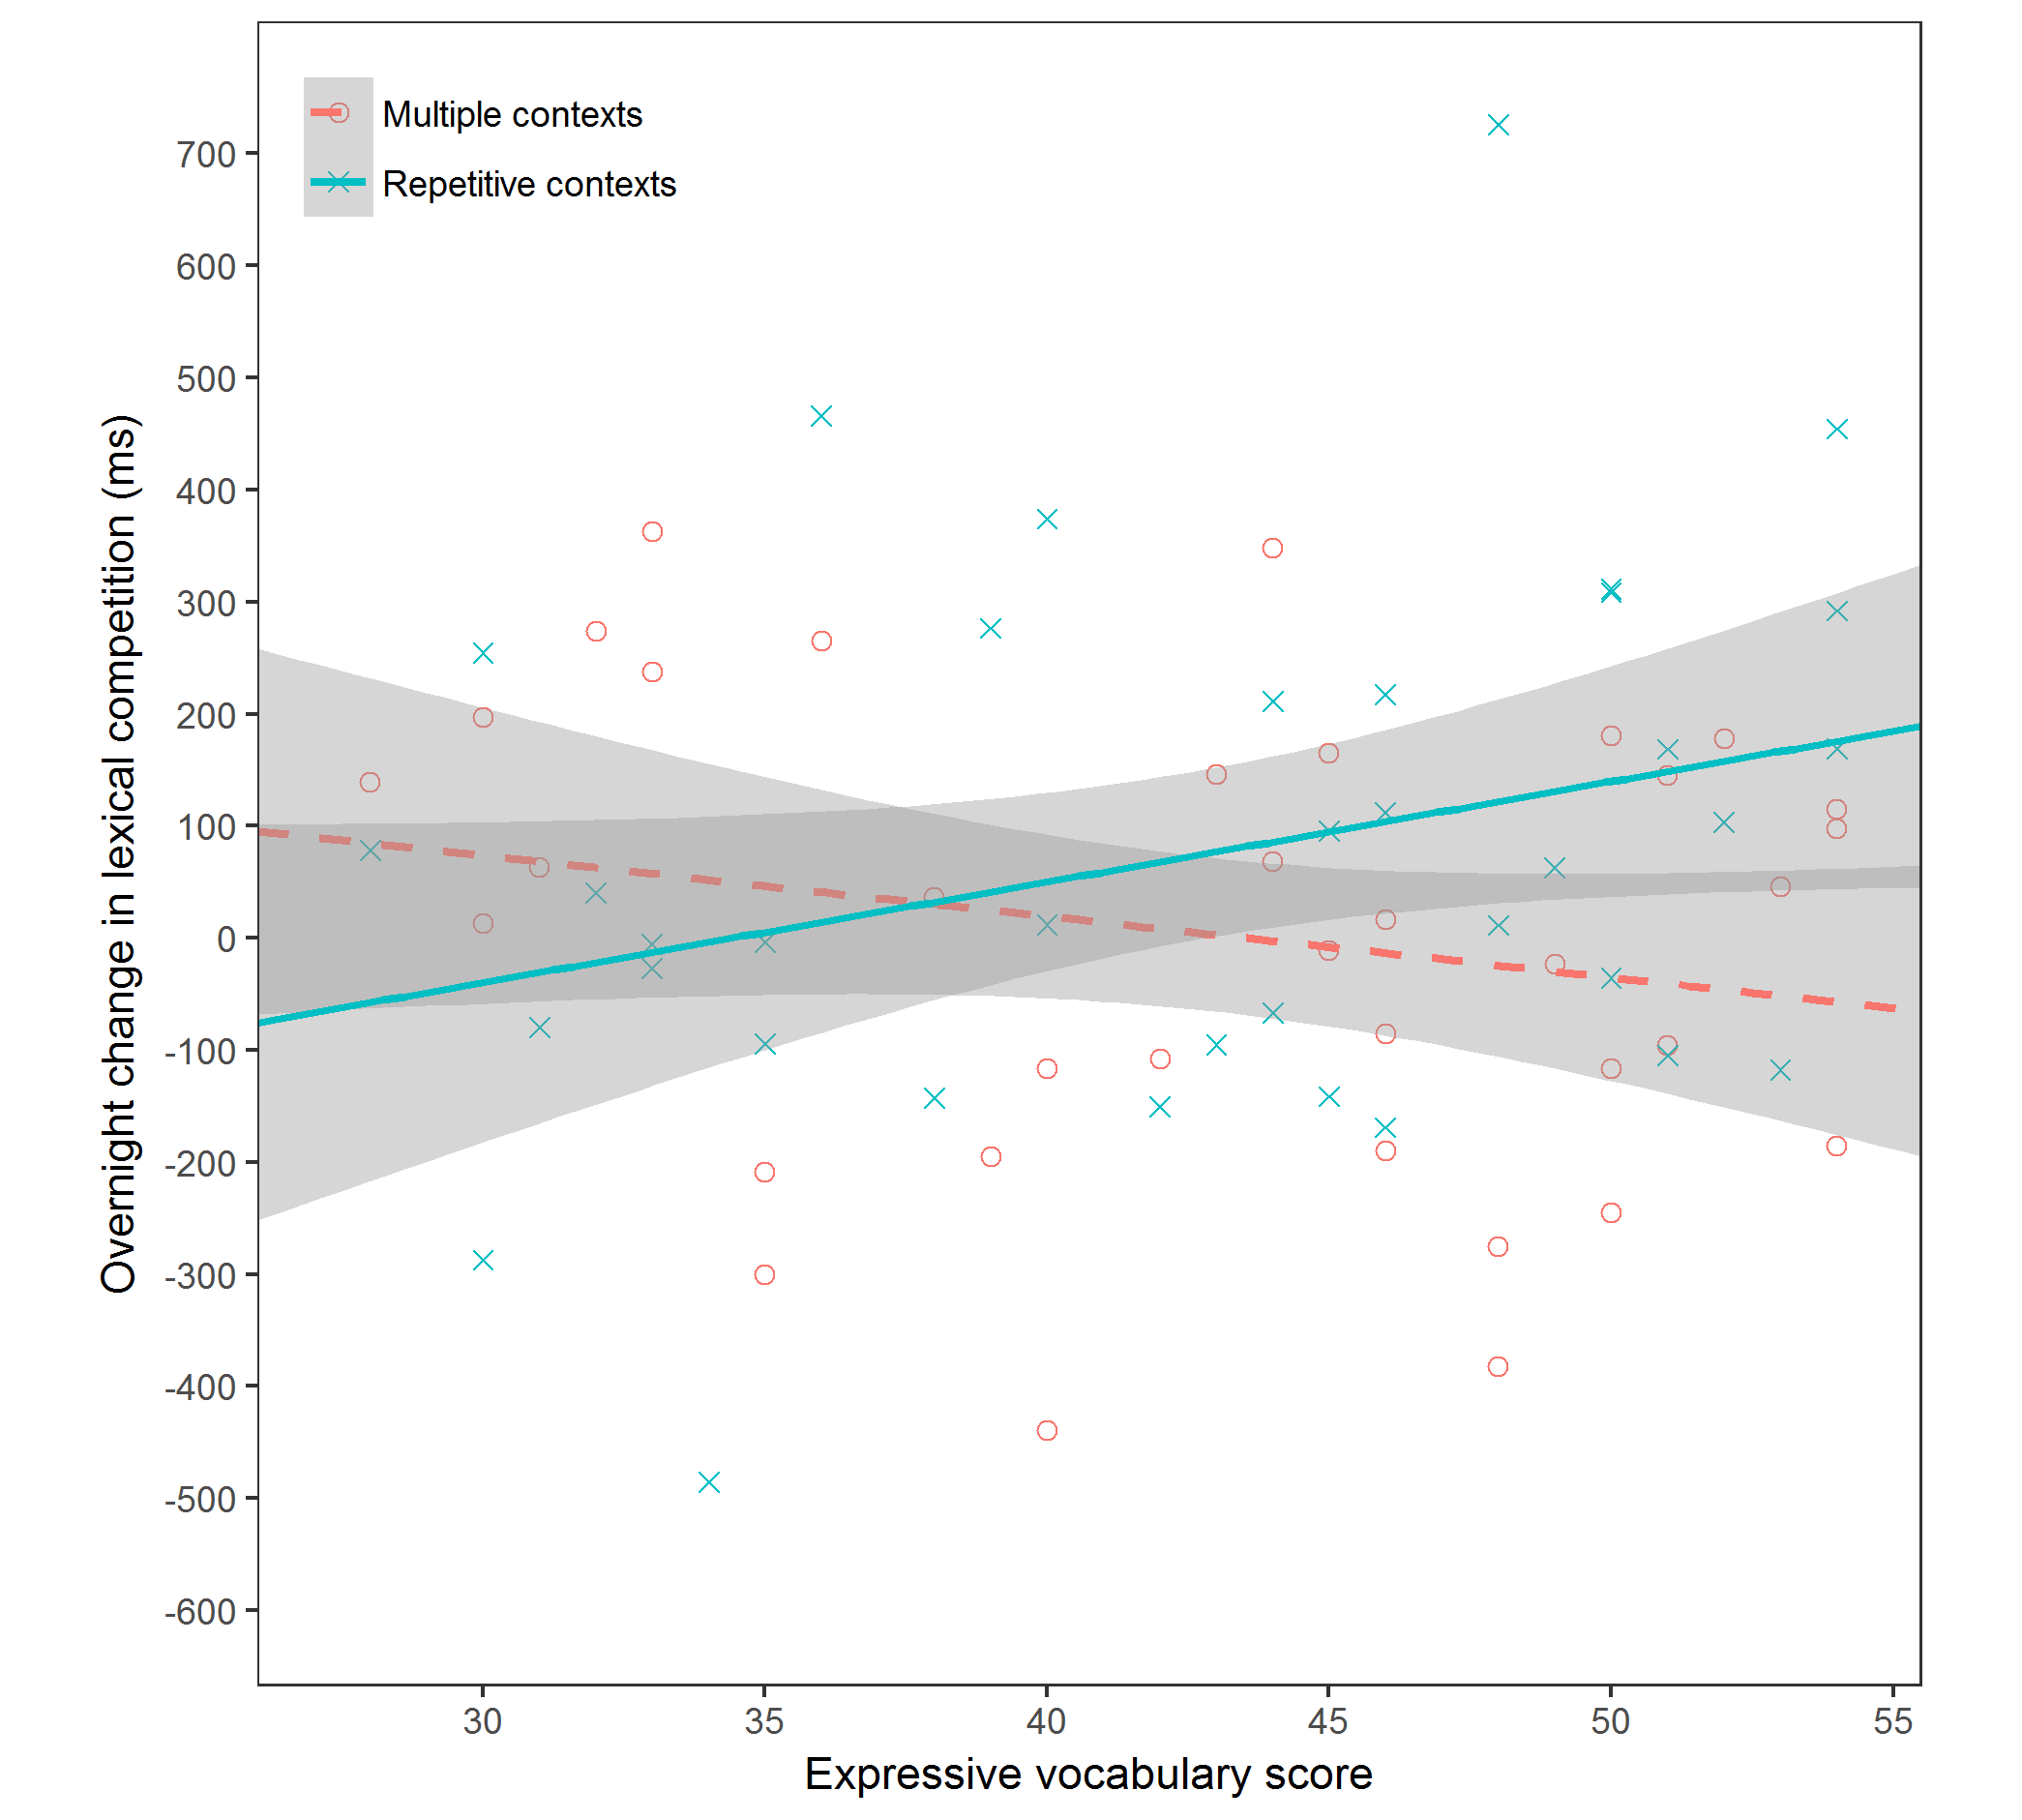 Multiple contexts
Repetitive contexts
700
600
500
400
300
200
100
0
-100
-200
-300
-400
-500
-600
Overnight change in lexical competition (ms)
30 35 40 45 50 55
Expressive vocabulary score